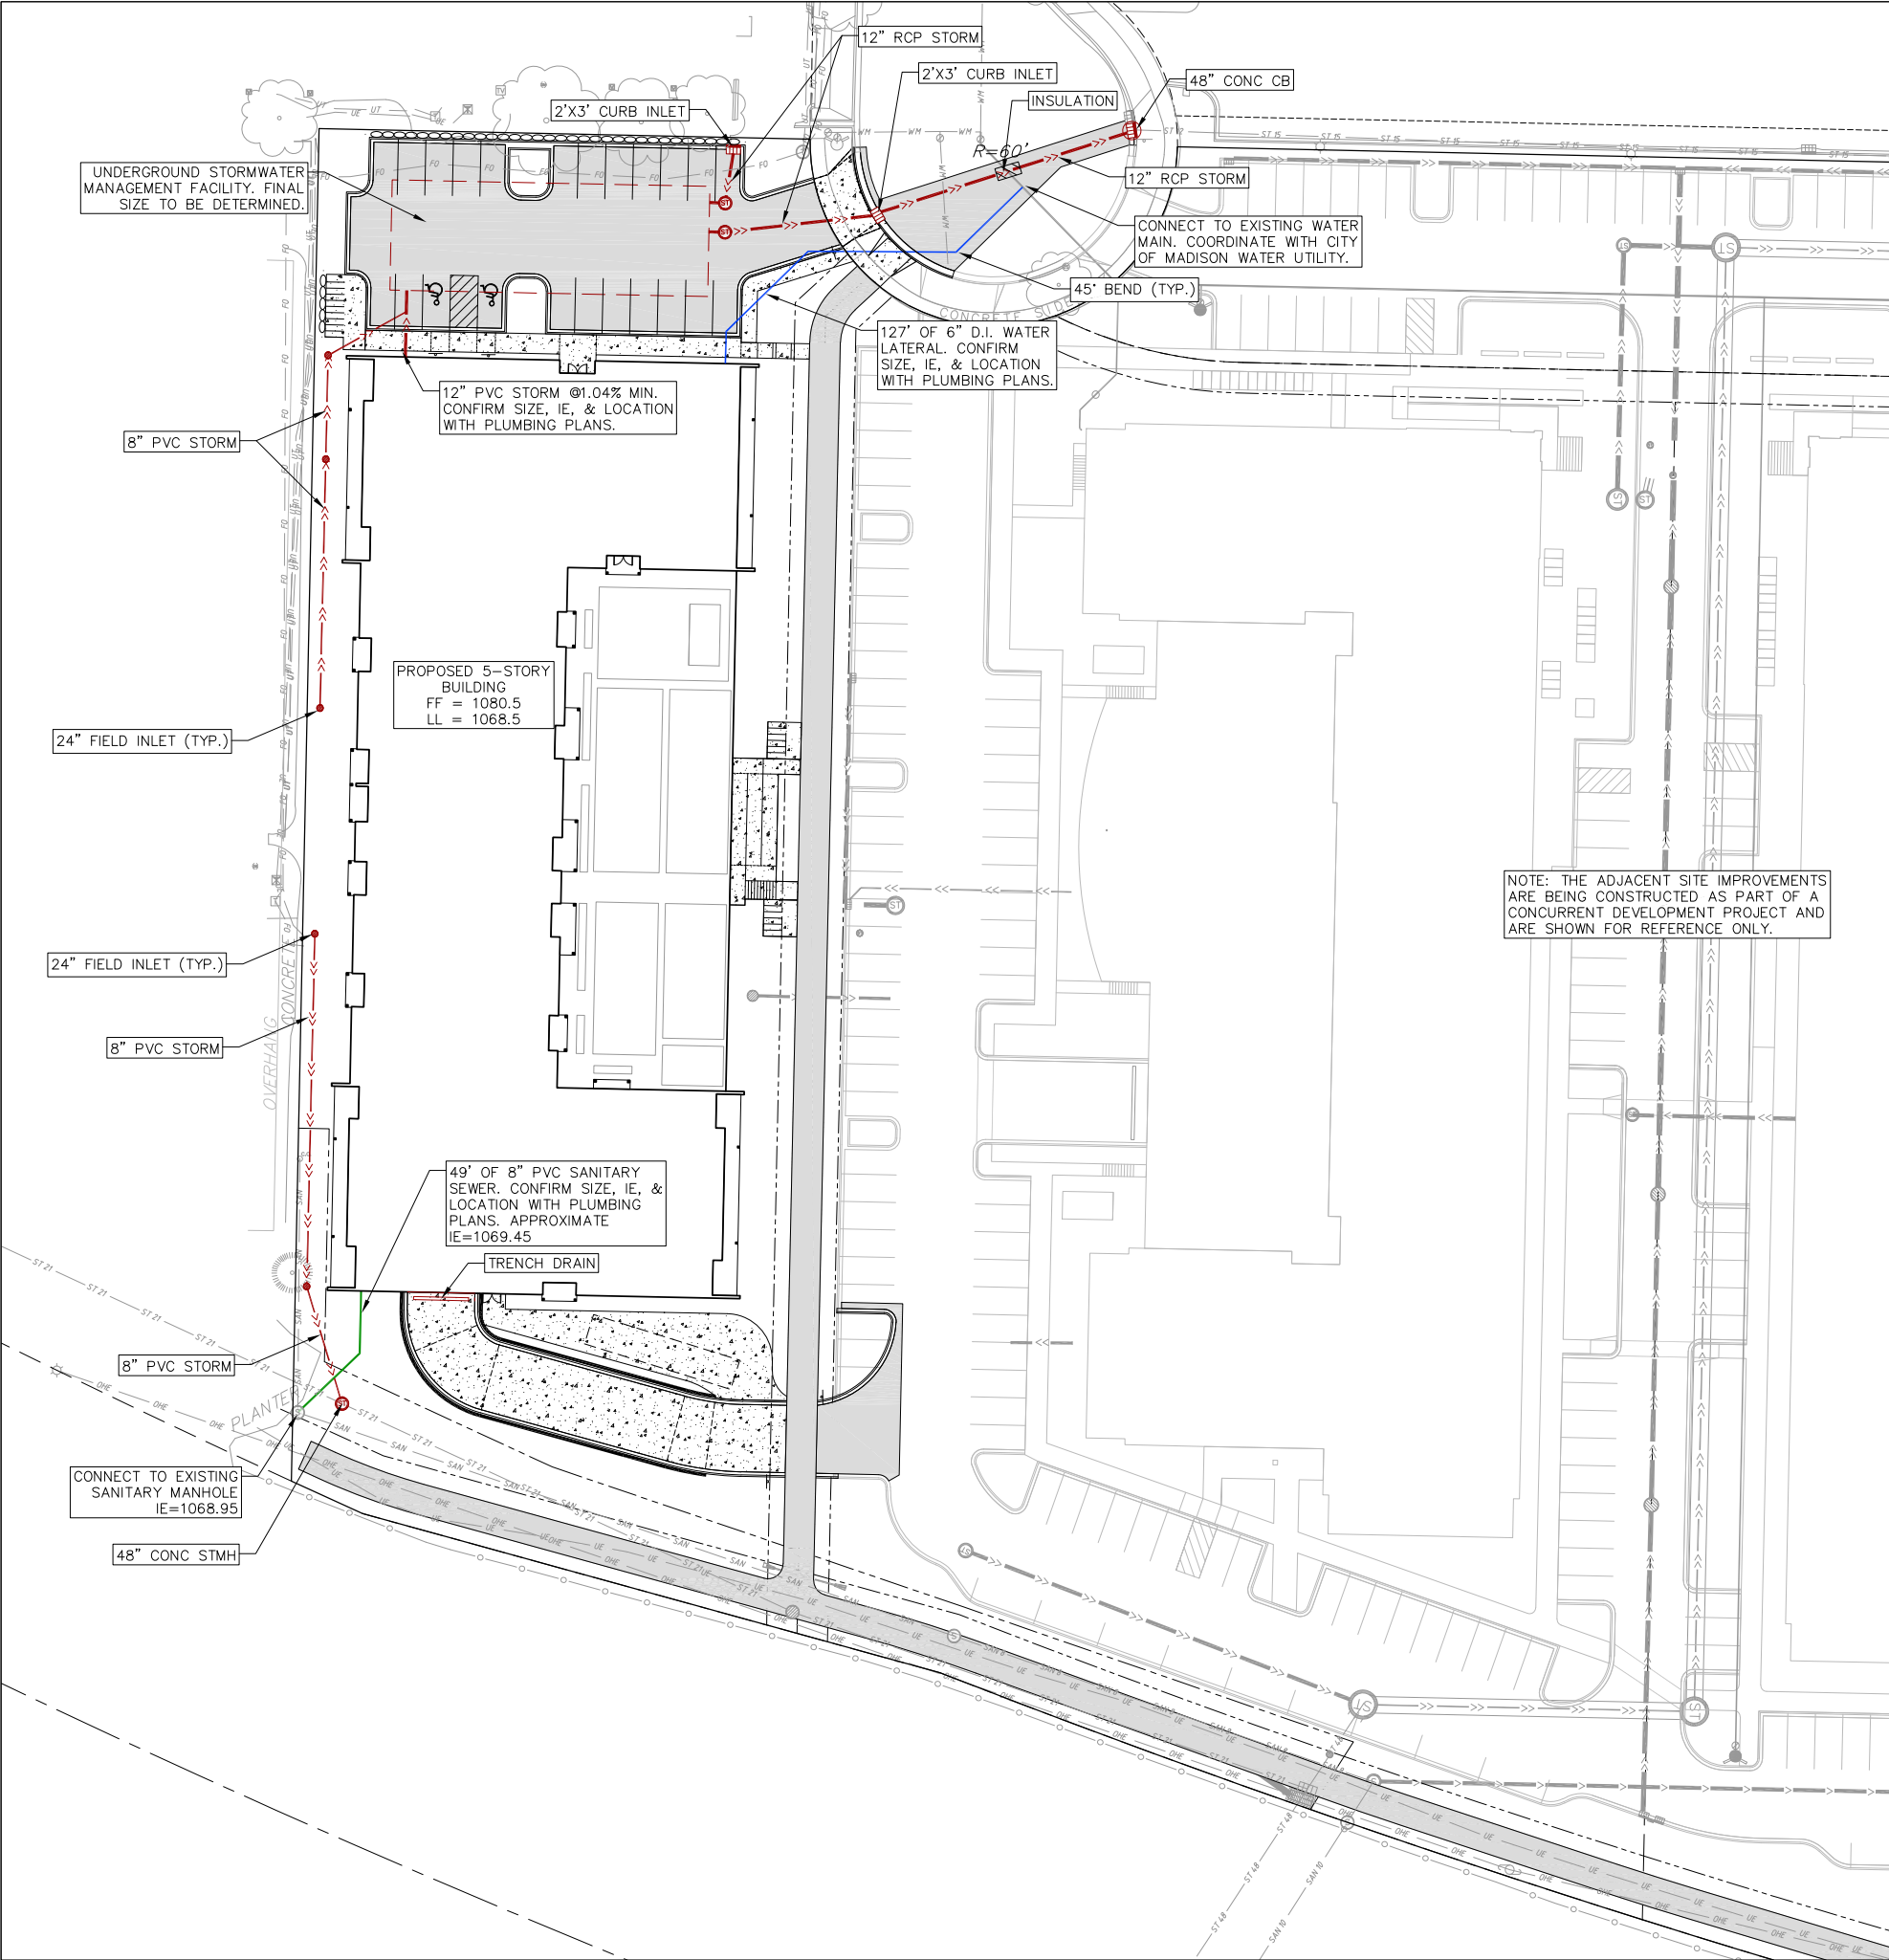 12" RCP STORM
2'X3' CURB INLET
48" CONC CB
INSULATION
2'X3' CURB INLET
R=60'
UNDERGROUND STORMWATER
MANAGEMENT FACILITY. FINAL
SIZE TO BE DETERMINED.
12" RCP STORM
CONNECT TO EXISTING WATER
MAIN. COORDINATE WITH CITY
OF MADISON WATER UTILITY.
45° BEND (TYP.)
127' OF 6" D.I. WATER
LATERAL. CONFIRM
SIZE, IE, & LOCATION
WITH PLUMBING PLANS.
12" PVC STORM @1.04% MIN.
CONFIRM SIZE, IE, & LOCATION
WITH PLUMBING PLANS.
8" PVC STORM
PROPOSED 5-STORY
BUILDING
FF = 1080.5
LL = 1068.5
24" FIELD INLET (TYP.)
NOTE: THE ADJACENT SITE IMPROVEMENTS
ARE BEING CONSTRUCTED AS PART OF A
CONCURRENT DEVELOPMENT PROJECT AND
ARE SHOWN FOR REFERENCE ONLY.
24" FIELD INLET (TYP.)
CONCRETE
OVERHANG
8" PVC STORM
49' OF 8" PVC SANITARY
SEWER. CONFIRM SIZE, IE, &
LOCATION WITH PLUMBING
PLANS. APPROXIMATE
IE=1069.45
TRENCH DRAIN
8" PVC STORM
PLANTER
CONNECT TO EXISTING
SANITARY MANHOLE
IE=1068.95
48" CONC STMH
ST 48
SAN 10